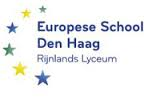 Europese School
Den Haag
Rijnlands Lyceum